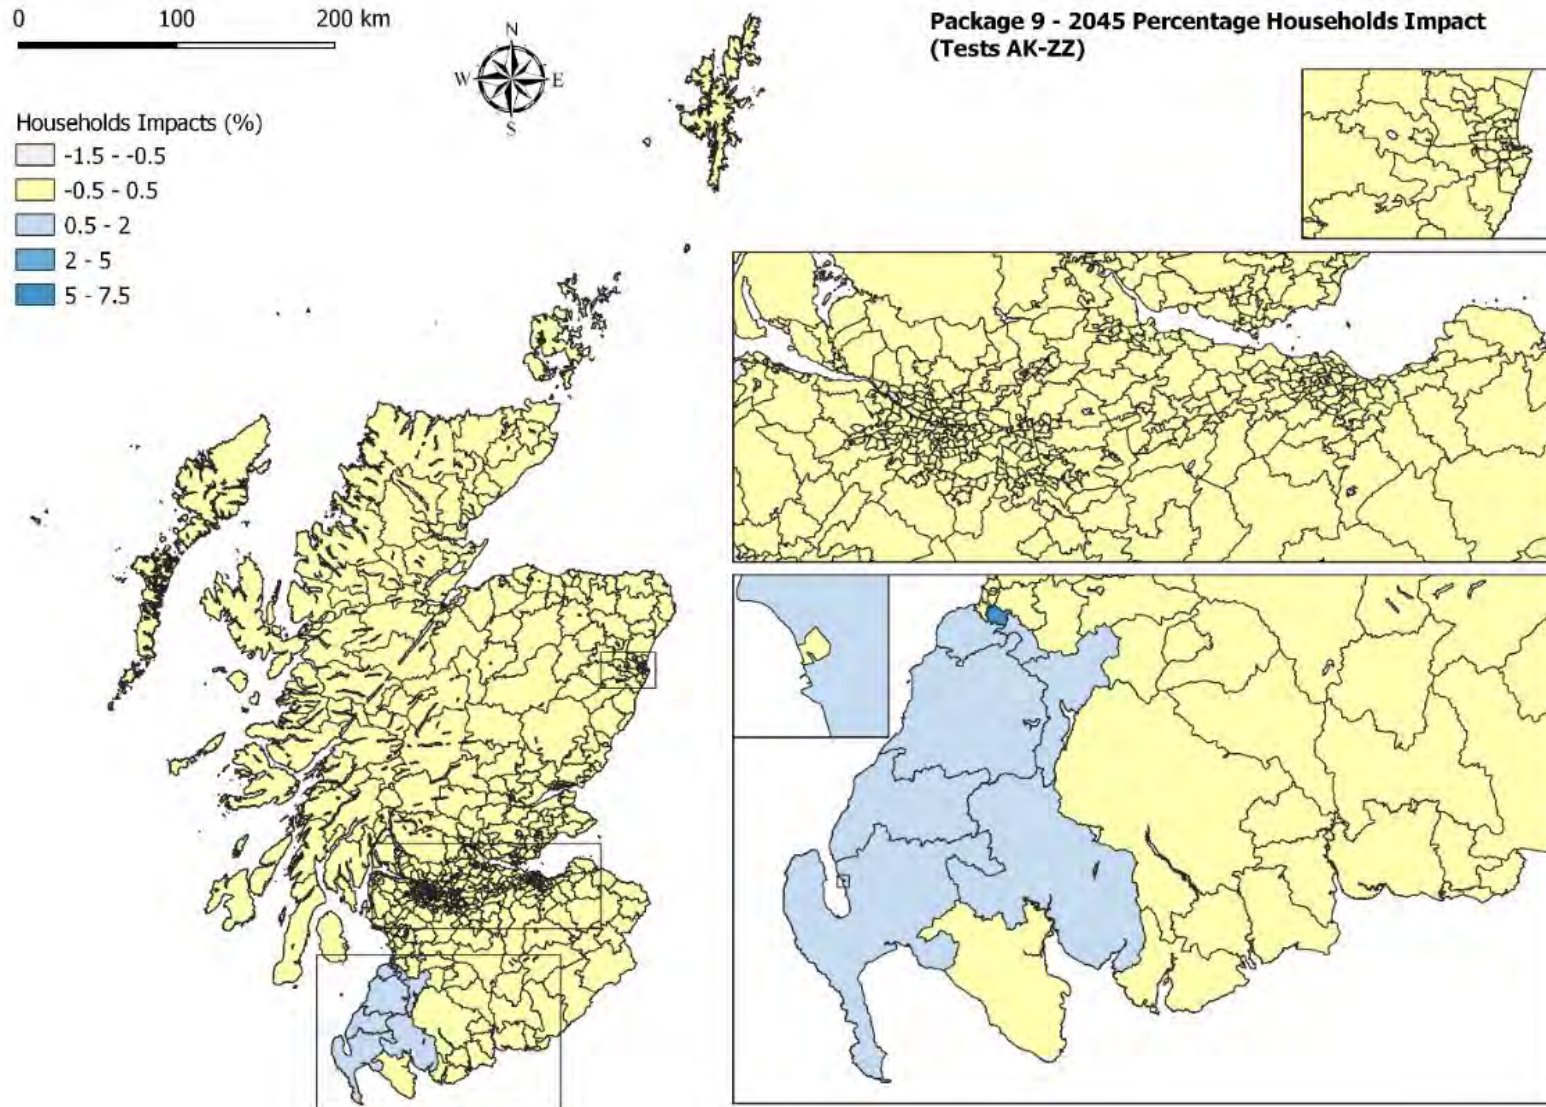 0 100 200 km
Package 9 - 2045 Percentage Households Impact
(Tests AK-ZZ)
N
W E
S
Households Impacts (%)
-1.5 - -0.5
-0.5 - 0.5
0.5 - 2
2 - 5
5 - 7.5